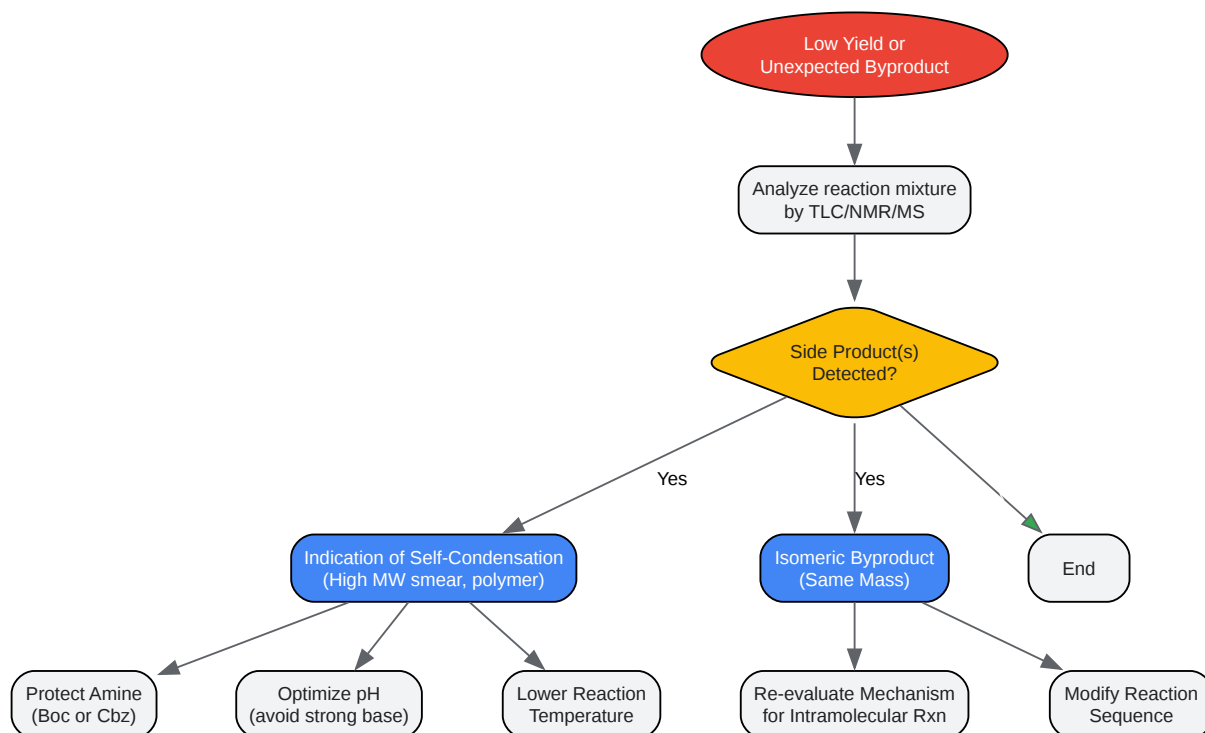 Low Yield or
Unexpected Byproduct
Analyze reaction mixture
by TLC/NMR/MS
Side Product(s)
Detected?
Yes
Yes
Indication of Self-Condensation
(High MW smear, polymer)
Isomeric Byproduct
(Same Mass)
End
Protect Amine
(Boc or Cbz)
Optimize pH
(avoid strong base)
Lower Reaction
Temperature
Re-evaluate Mechanism
for Intramolecular Rxn
Modify Reaction
Sequence